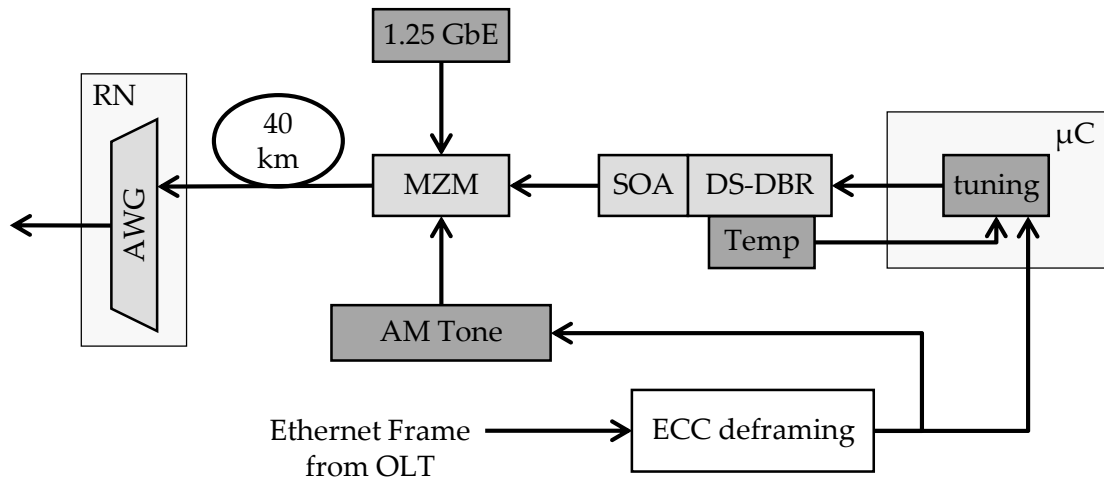 1.25 GbE
RN
40
km
µC
MZM
SOA
DS-DBR
tuning
AWG
Temp
AM Tone
Ethernet Frame
from OLT
ECC deframing